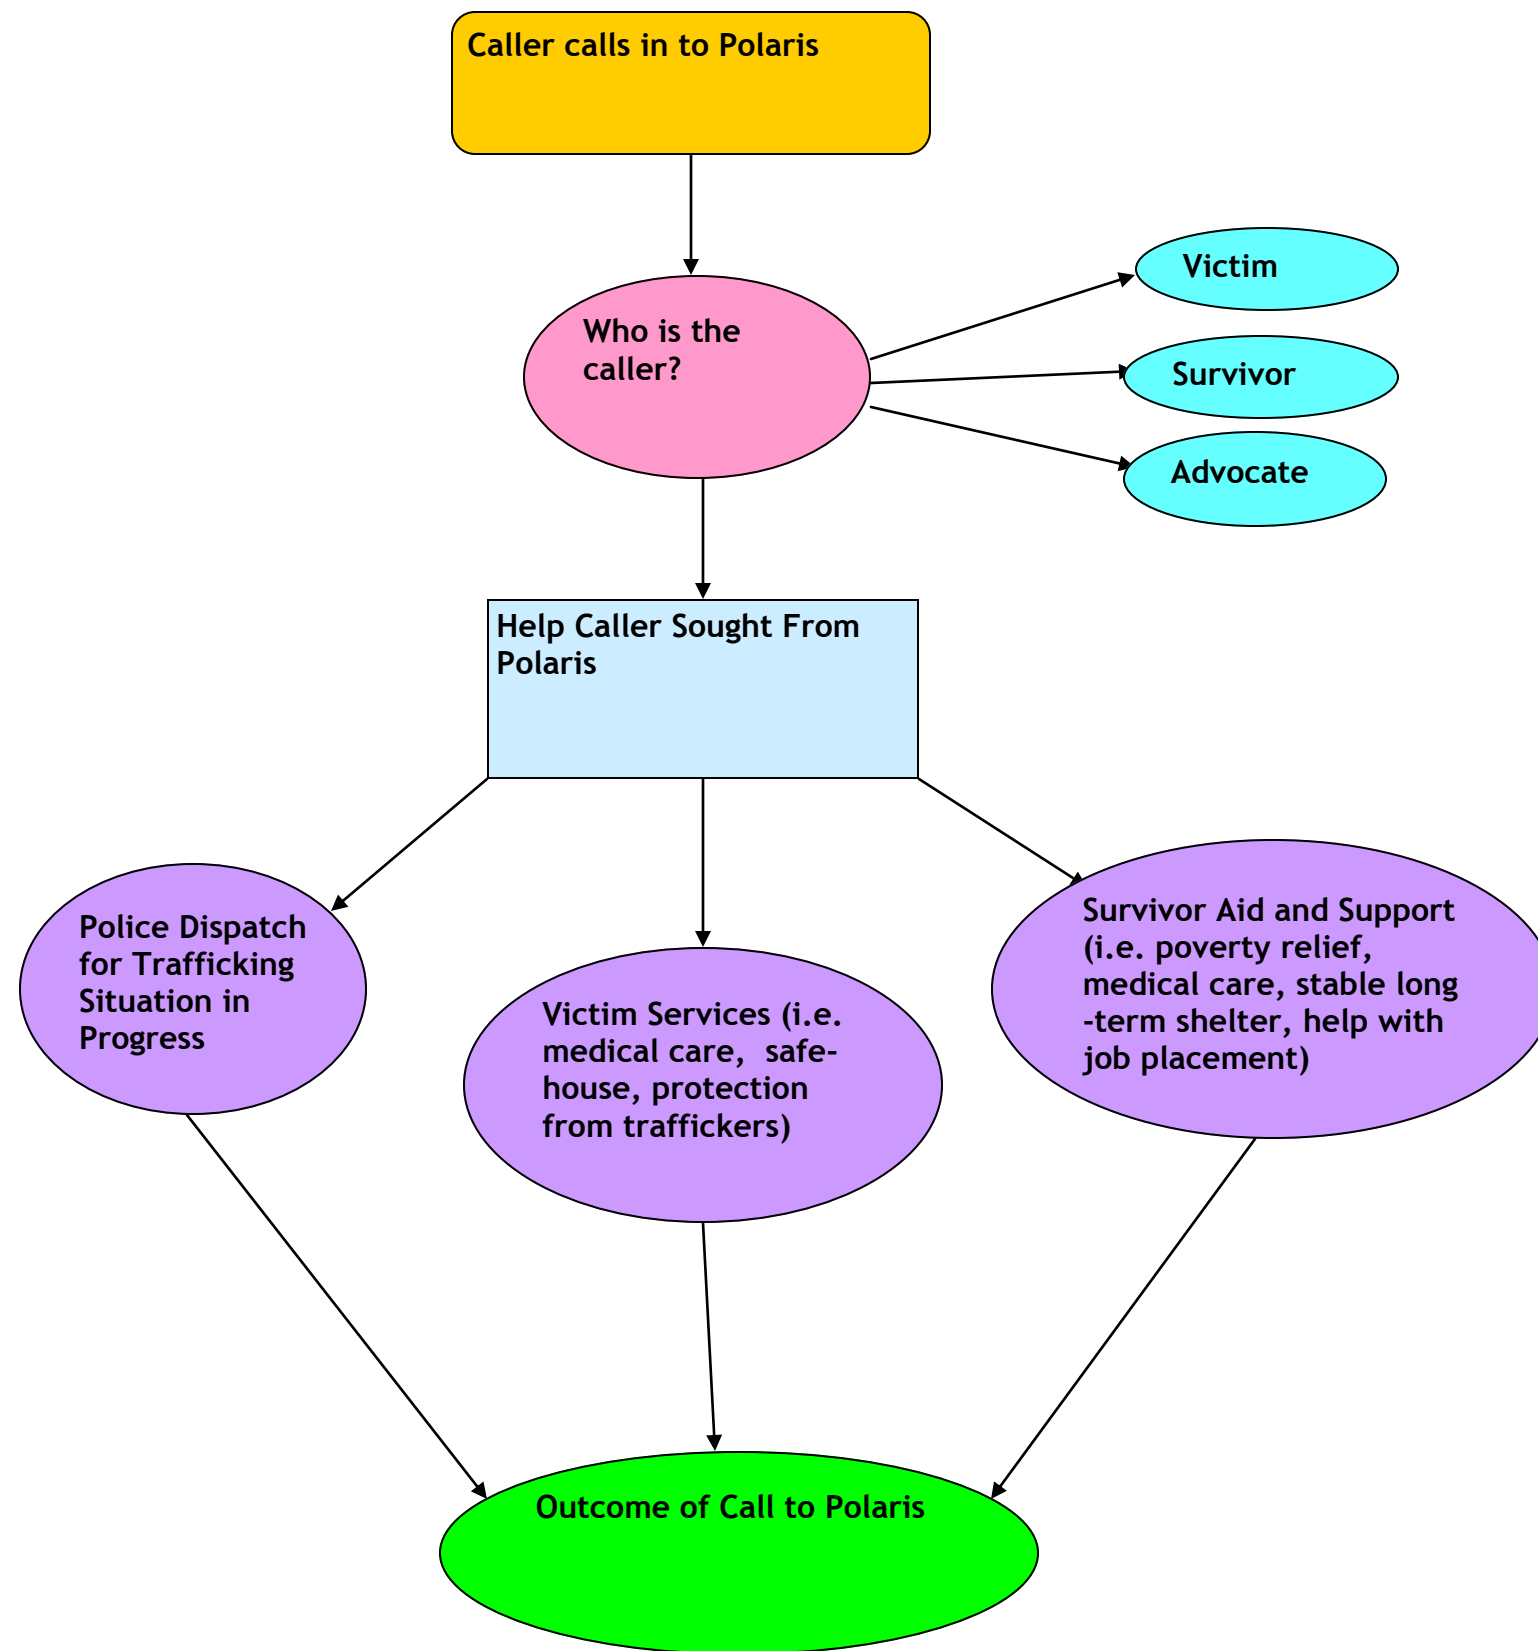 Caller calls in to Polaris
Who is the
caller?
Victim
Survivor
Advocate
Help Caller Sought From
Polaris
Police Dispatch
for Trafficking
Situation in
Progress
Victim Services (i.e.
medical care,  safe-
house, protection
from traffickers)
Survivor Aid and Support
(i.e. poverty relief,
medical care, stable long
-term shelter, help with
job placement)
Outcome of Call to Polaris